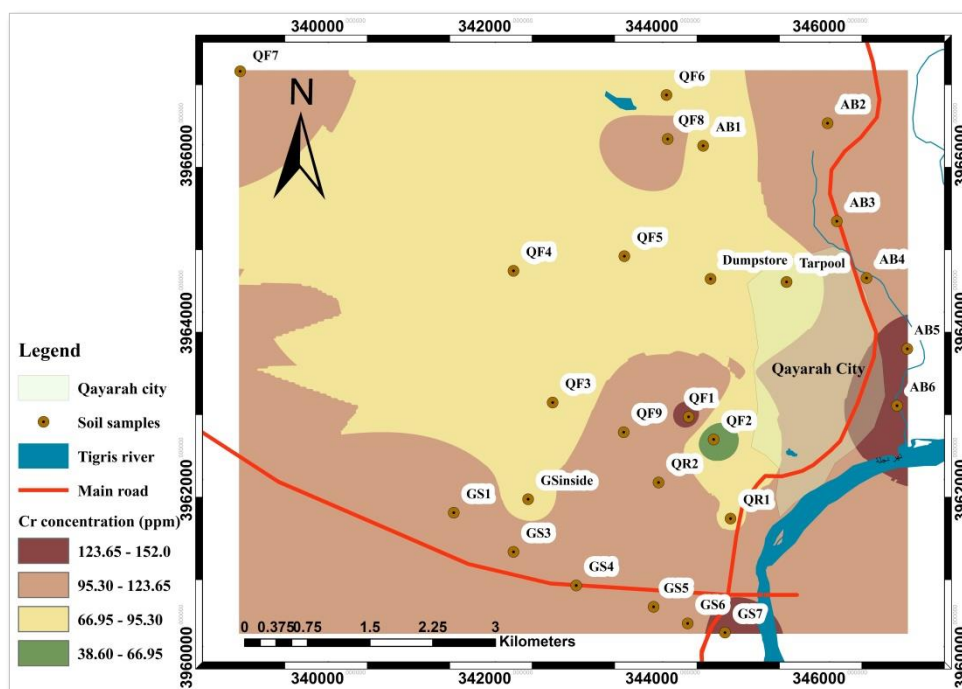 340000 342000 344000 346000
QF7
QF6
N
AB2
QF8
AB1
3966000
3966000
AB3
QF5
QF4
Dumpstore
Tarpool
AB4
3964000
3964000
AB5
Legend
Qayarah City
Qayarah city
AB6
QF3
QF1
Soil samples
QF9
QF2
Tigris river
QR2
GSinside
3962000
3962000
Main road
GS1
QR1
Cr concentration (ppm)
GS3
123.65 - 152.0
GS4
95.30 - 123.65
GS5
GS6
GS7
66.95 - 95.30
0 0.375 0.75 1.5 2.25 3
Kilometers
38.60 - 66.95
3960000
3960000
340000 342000 344000 346000